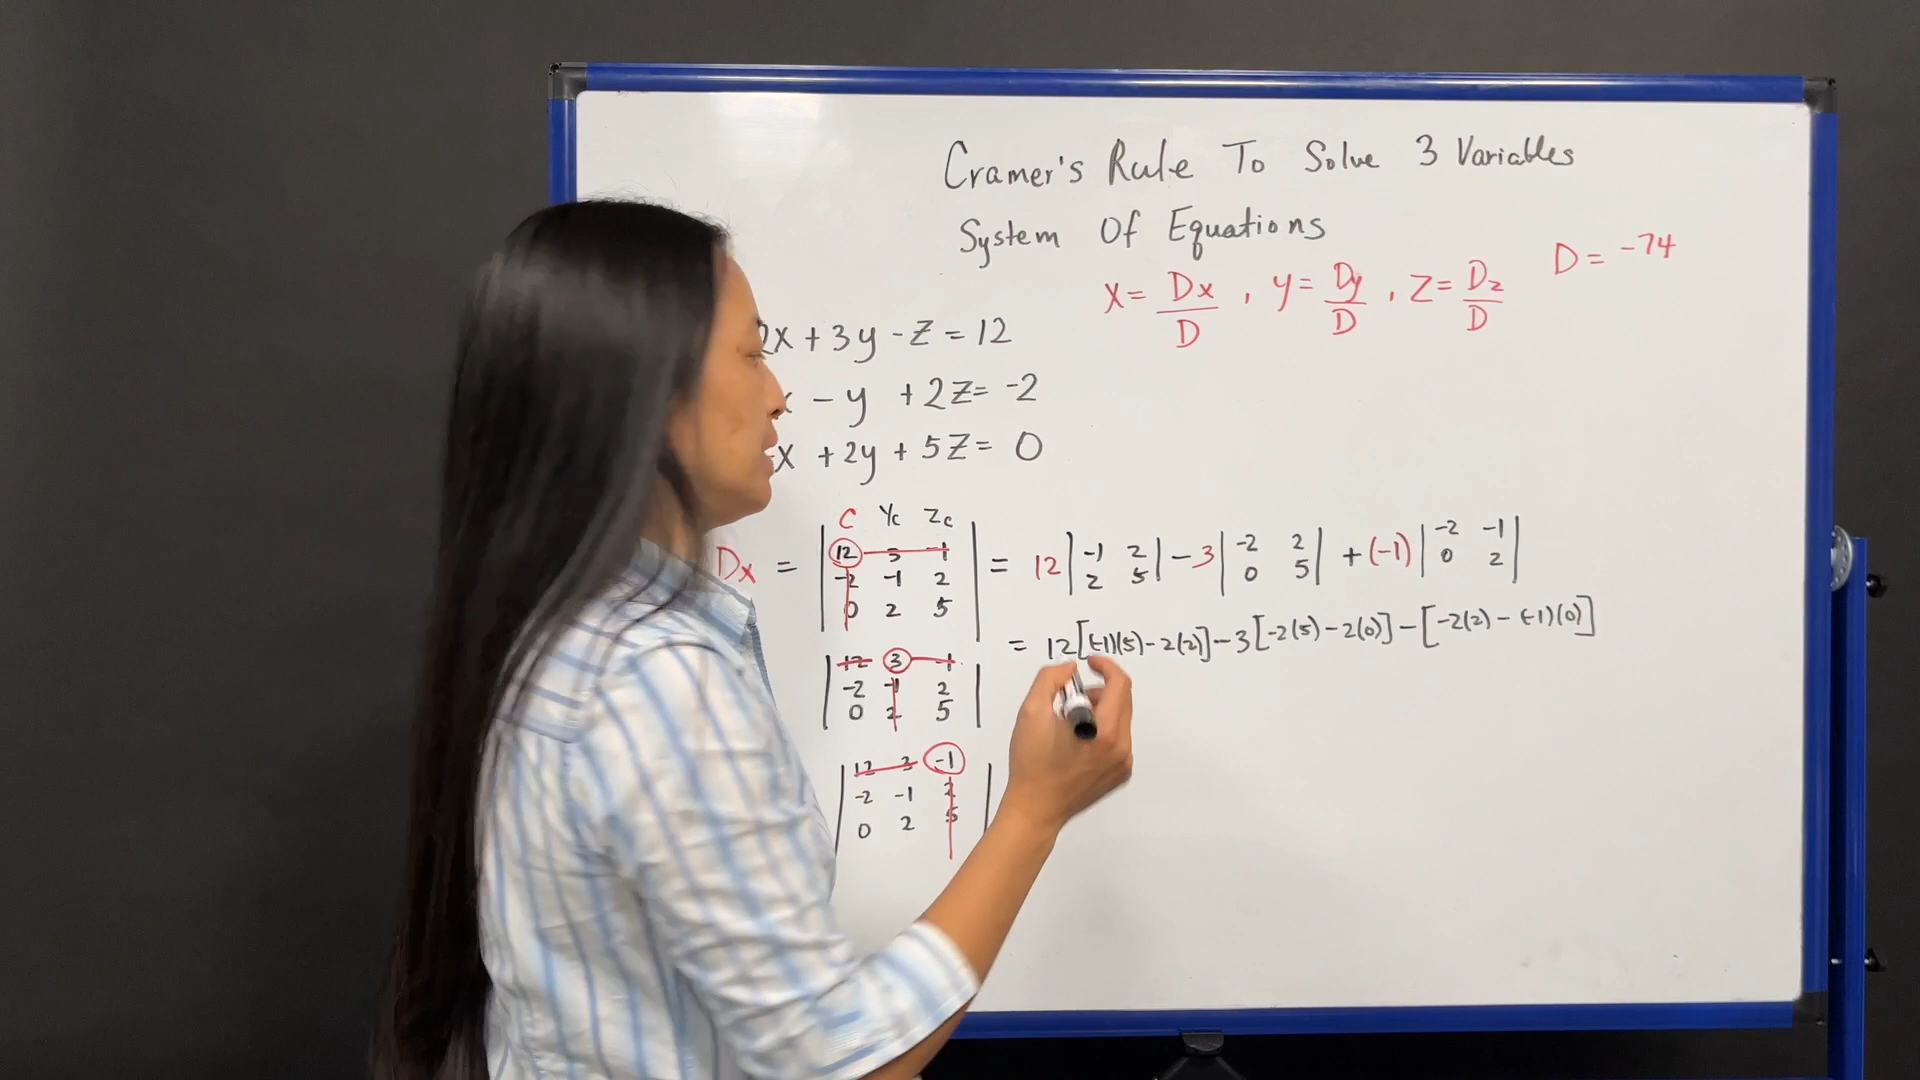 Cramer's Rule To Solve 3 Variables
System Of Equations
D = -74
x = Dx/D , y = Dy/D , z = Dz/D
2x + 3y - z = 12
- y + 2z = -2
x + 2y + 5z = 0
C Yc Zc
Dx = | 12 3 -1 | = 12 | -1 2 | - 3 | -2 2 | + (-1) | -2 -1 |
| -2 -1 2 | | 2 5 | | 0 5 | | 0 2 |
| 0 2 5 |
= 12[(-1)(5) - 2(2)] - 3[-2(5) - 2(0)] - [-2(2) - (-1)(0)]
| 12 3 -1 |
| -2 -1 2 |
| 0 2 5 |
| 12 3 -1 |
| -2 -1 2 |
| 0 2 5 |